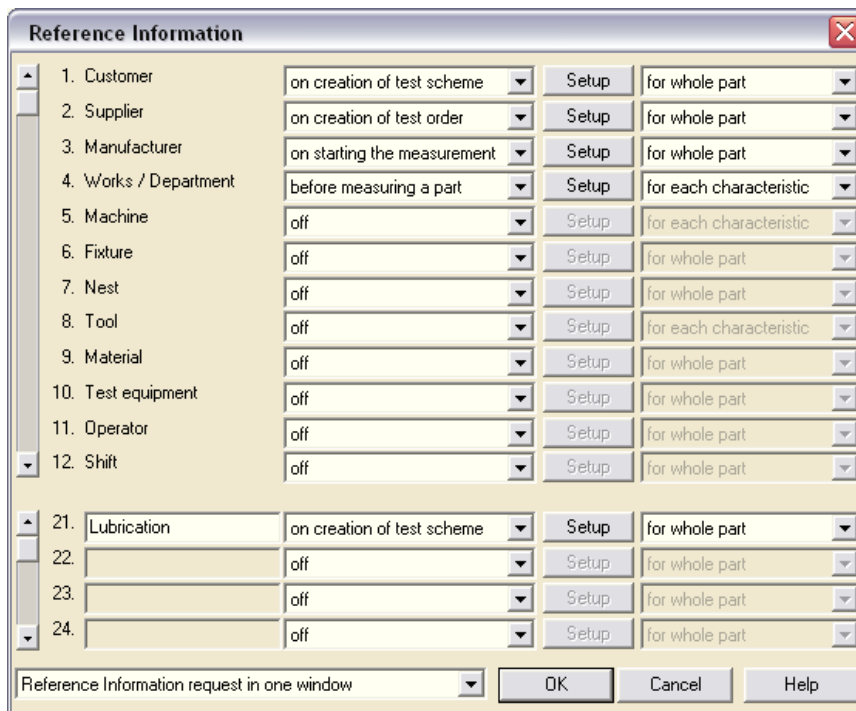 Reference Information
1. Customer on creation of test scheme Setup for whole part
2. Supplier on creation of test order Setup for whole part
3. Manufacturer on starting the measurement Setup for whole part
4. Works / Department before measuring a part Setup for each characteristic
5. Machine off Setup for each characteristic
6. Fixture off Setup for whole part
7. Nest off Setup for whole part
8. Tool off Setup for each characteristic
9. Material off Setup for whole part
10. Test equipment off Setup for whole part
11. Operator off Setup for whole part
12. Shift off Setup for whole part
21. Lubrication on creation of test scheme Setup for whole part
22. off Setup for whole part
23. off Setup for whole part
24. off Setup for whole part
Reference Information request in one window OK Cancel Help